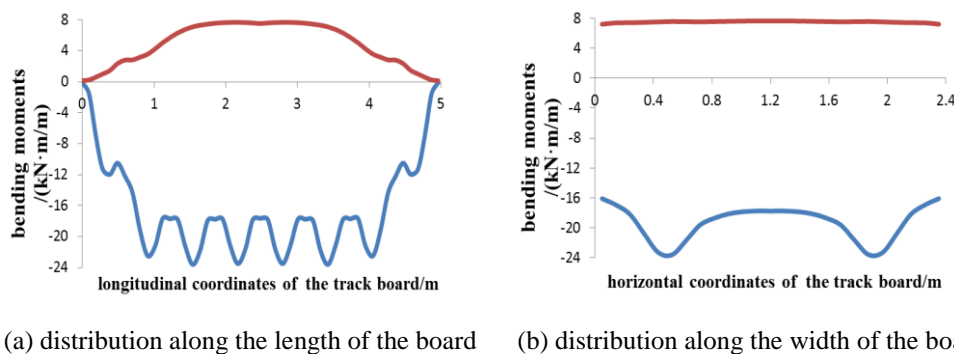 8
4
0
-4
-8
-12
-16
-20
-24
0 1 2 3 4 5
bending moments
/(kN·m/m)
longitudinal coordinates of the track board/m
8
4
0
-4
-8
-12
-16
-20
-24
0 0.4 0.8 1.2 1.6 2 2.4
bending moments
/(kN·m/m)
horizontal coordinates of the track board/m
(a) distribution along the length of the board (b) distribution along the width of the boa